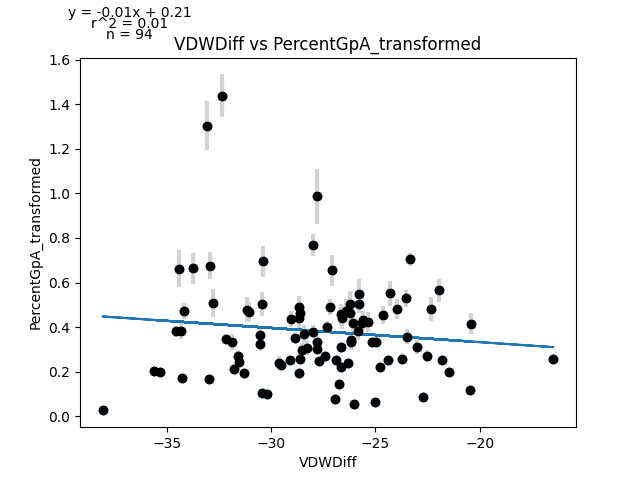 y = -0.01x + 0.21
r^2 = 0.01
n = 94
VDWDiff vs PercentGpA_transformed
PercentGpA_transformed
1.6
1.4
1.2
1.0
0.8
0.6
0.4
0.2
0.0
−35
−30
−25
−20
VDWDiff